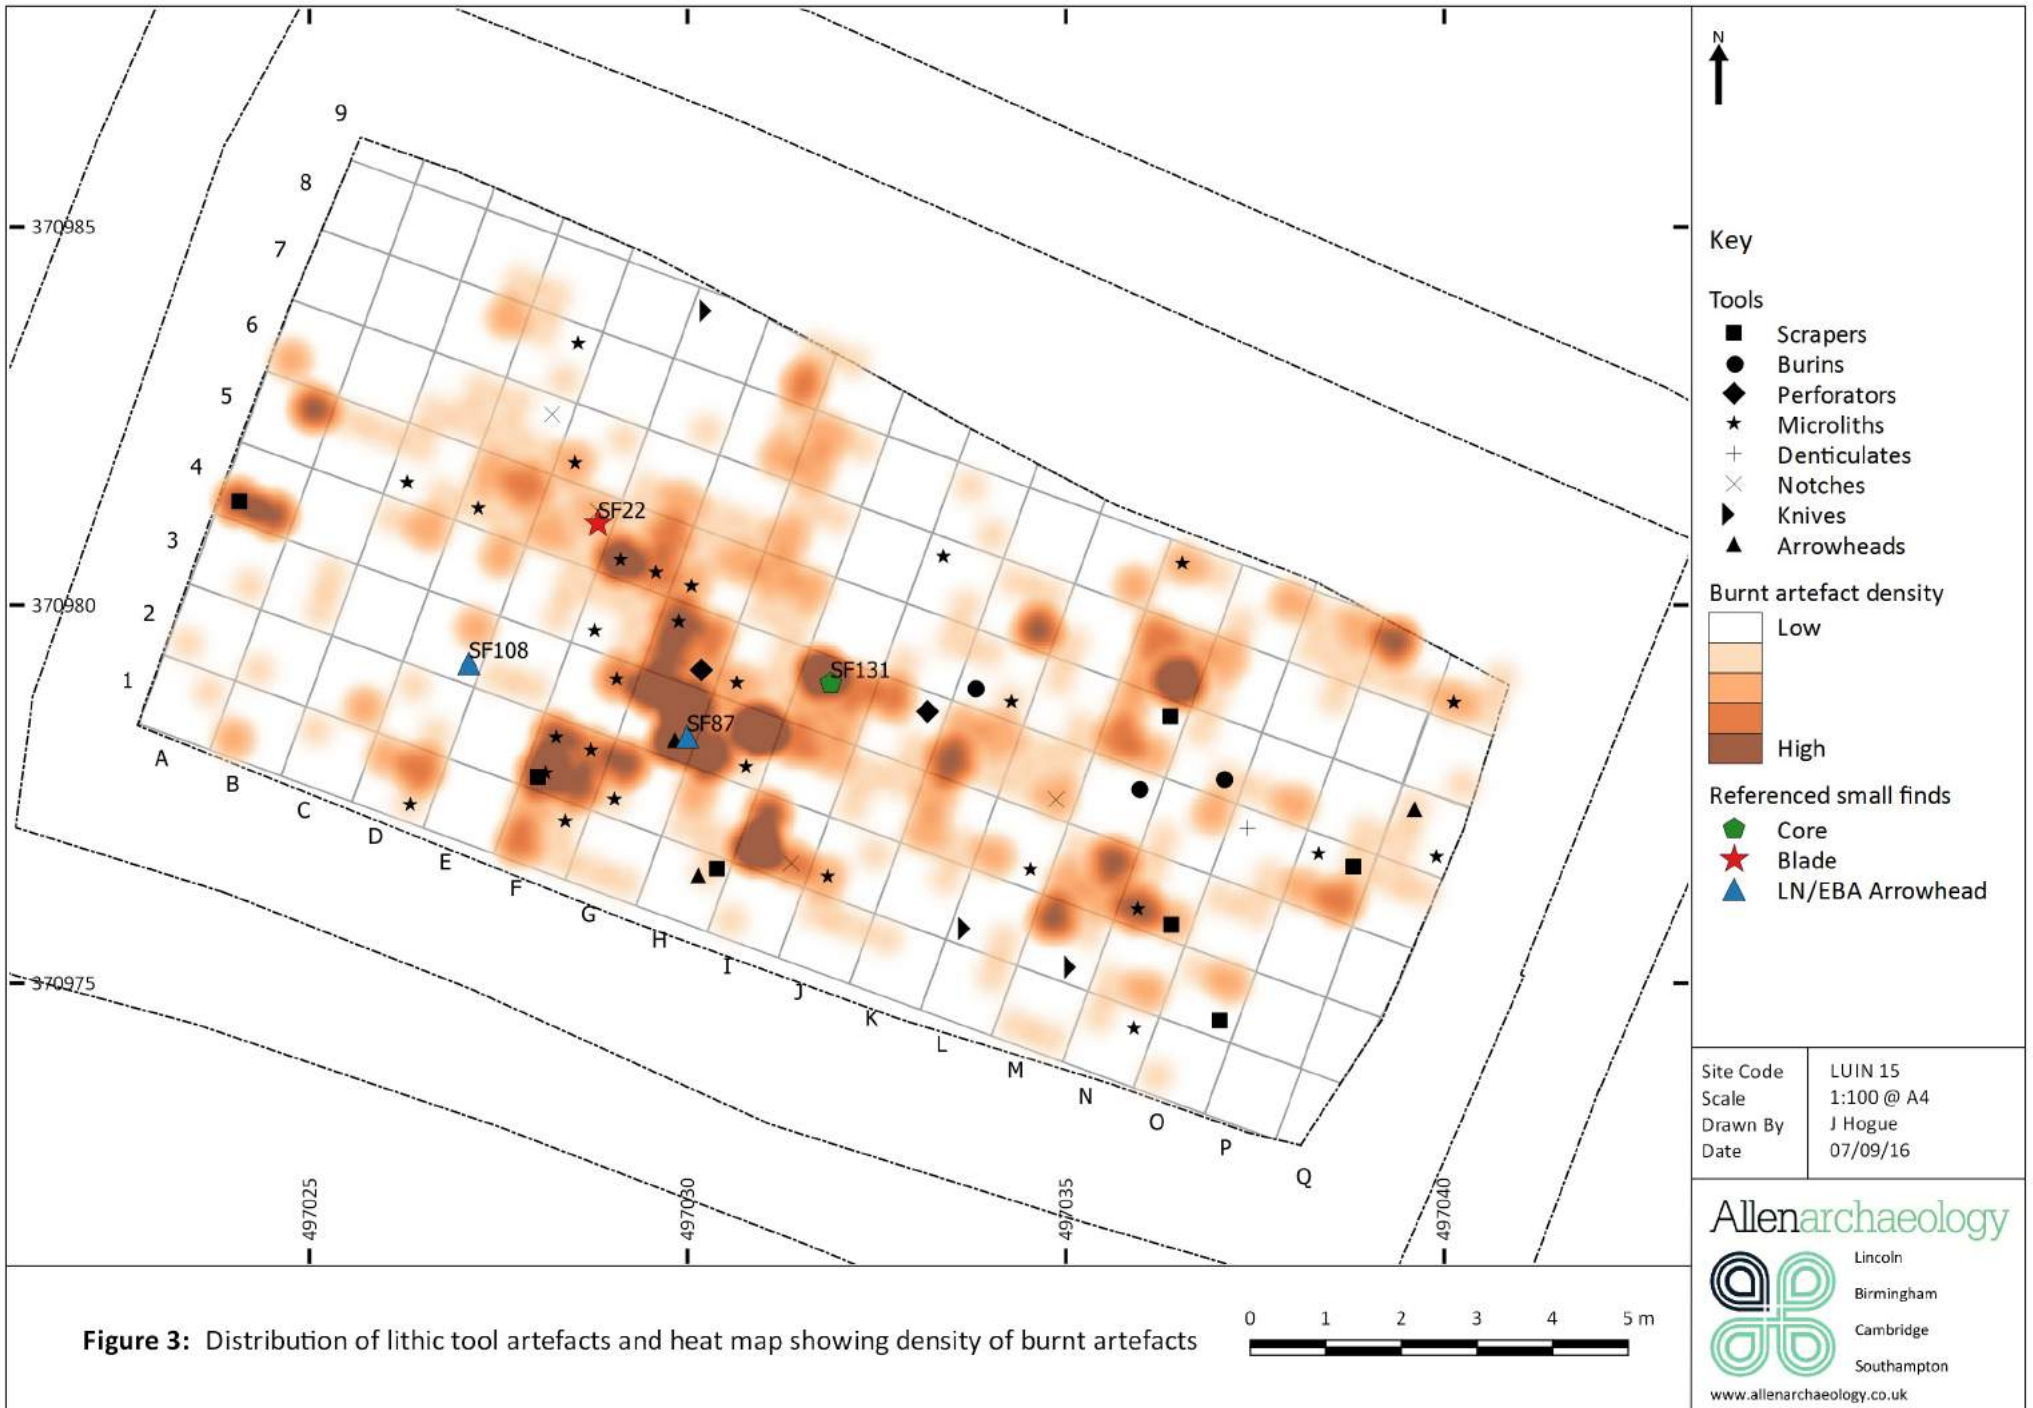 9
8
7
6
5
4
3
2
1
A
B
C
D
E
F
G
H
I
J
K
L
M
N
O
P
Q
370985
370980
370975
497025
497030
497035
497040
SF22
SF108
SF131
SF87
N
Key
Tools
Scrapers
Burins
Perforators
Microliths
Denticulates
Notches
Knives
Arrowheads
Burnt artefact density
Low
High
Referenced small finds
Core
Blade
LN/EBA Arrowhead
Site Code LUIN 15
Scale 1:100 @ A4
Drawn By J Hogue
Date 07/09/16
Allenarchaeology
Lincoln
Birmingham
Cambridge
Southampton
www.allenarchaeology.co.uk
Figure 3: Distribution of lithic tool artefacts and heat map showing density of burnt artefacts
0 1 2 3 4 5 m